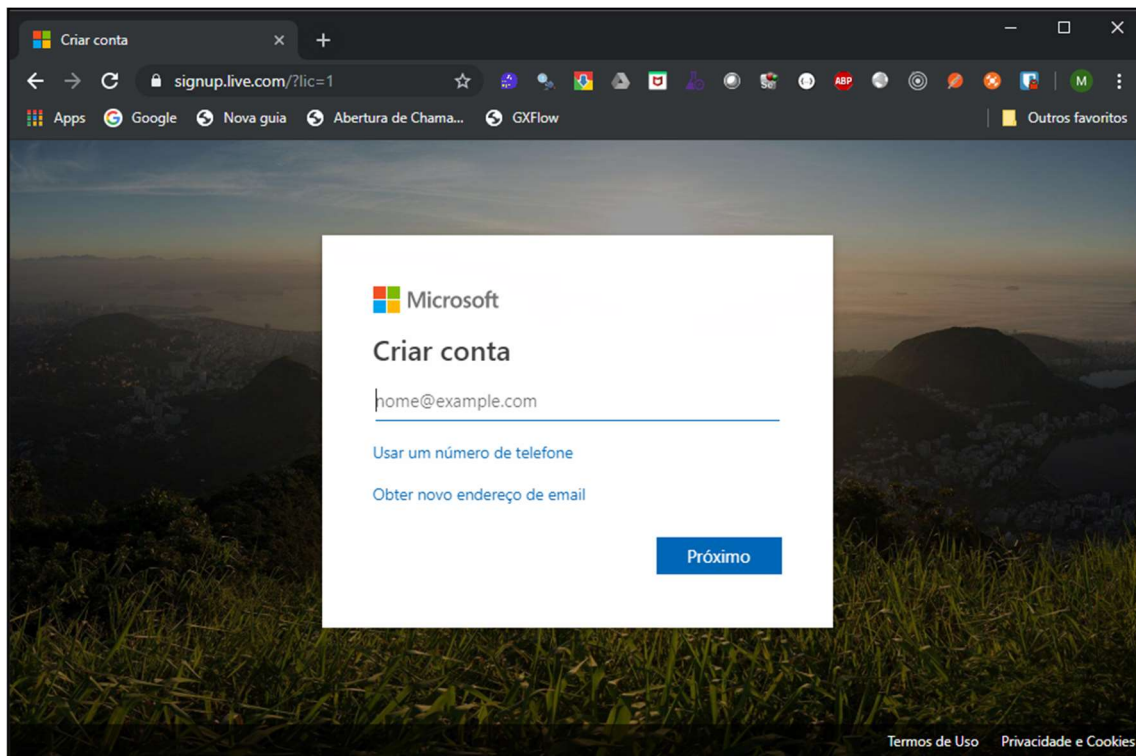 Criar conta
signup.live.com/?lic=1
ABP
M
Apps Google Nova guia Abertura de Chama... GXFlow Outros favoritos
Microsoft
Criar conta
nome@example.com
Usar um número de telefone
Obter novo endereço de email
Próximo
Termos de Uso Privacidade e Cookies